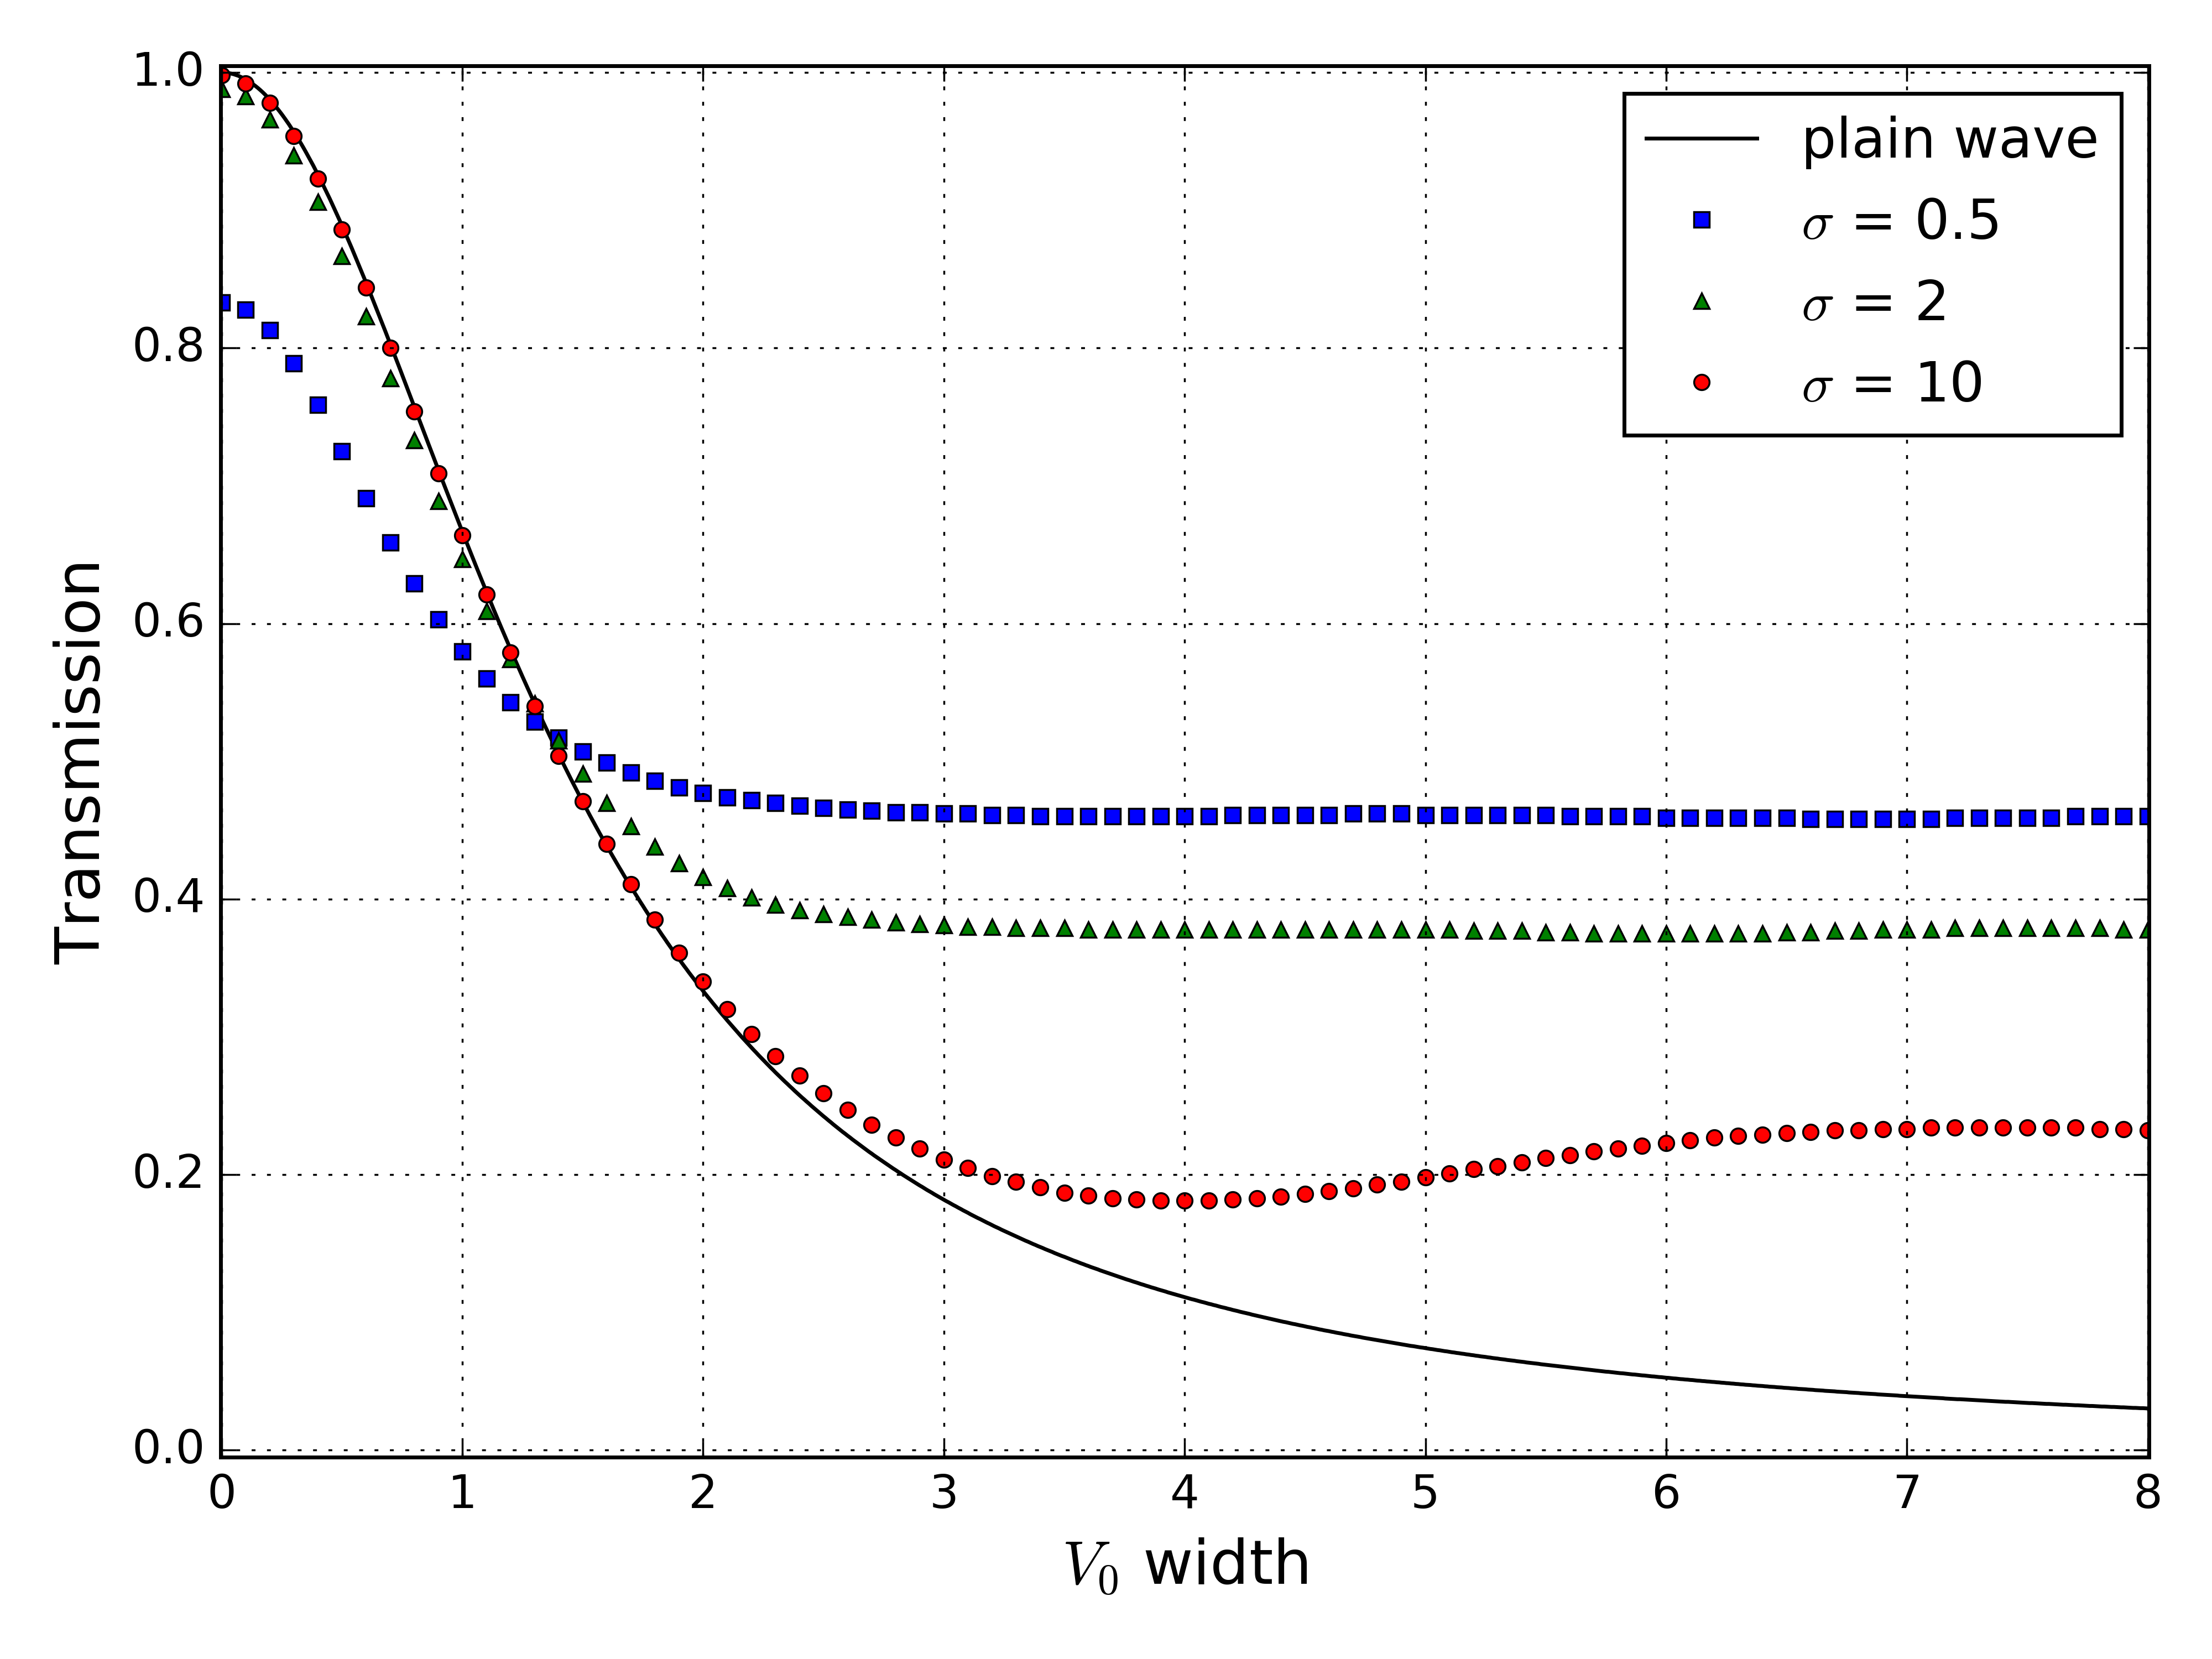 1.0
0.8
0.6
0.4
0.2
0.0
0 1 2 3 4 5 6 7 8
Transmission
V₀ width
plain wave
σ = 0.5
σ = 2
σ = 10